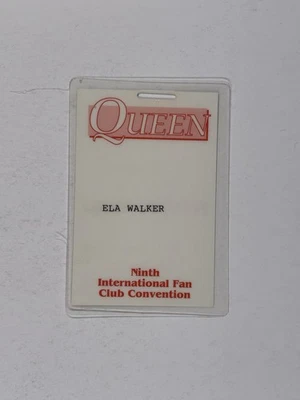 QUEEN
ELA WALKER
Ninth
International Fan
Club Convention